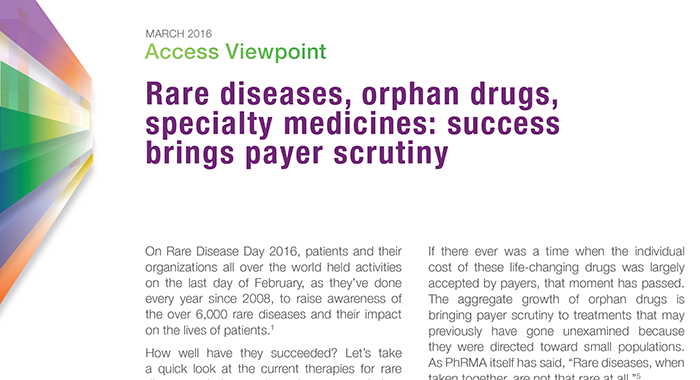 MARCH 2016
Access Viewpoint
Rare diseases, orphan drugs,
specialty medicines: success
brings payer scrutiny
On Rare Disease Day 2016, patients and their
organizations all over the world held activities
on the last day of February, as they’ve done
every year since 2008, to raise awareness of
the over 6,000 rare diseases and their impact
on the lives of patients.1
How well have they succeeded? Let’s take
a quick look at the current therapies for rare
If there ever was a time when the individual
cost of these life-changing drugs was largely
accepted by payers, that moment has passed.
The aggregate growth of orphan drugs is
bringing payer scrutiny to treatments that may
previously have gone unexamined because
they were directed toward small populations.
As PhRMA itself has said, “Rare diseases, when
taken together, are not that rare at all.”5